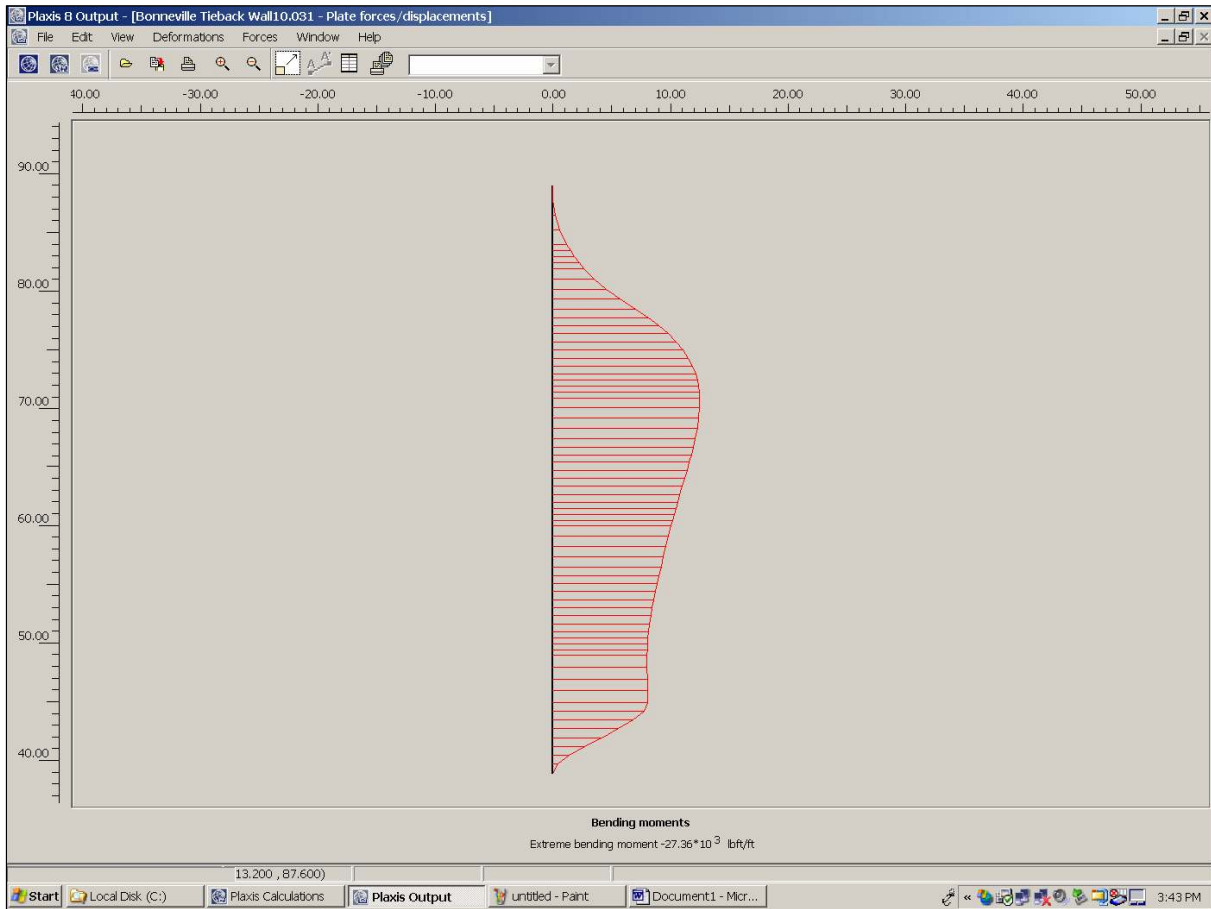 Plaxis 8 Output - [Bonneville Tieback Wall10.031 - Plate forces/displacements]
File Edit View Deformations Forces Window Help
40.00 -30.00 -20.00 -10.00 0.00 10.00 20.00 30.00 40.00 50.00
90.00
80.00
70.00
60.00
50.00
40.00
Bending moments
Extreme bending moment -27.36*10 3 lbft/ft
13.200 , 87.600)
Start Local Disk (C:) Plaxis Calculations Plaxis Output untitled - Paint Document1 - Micr... « 3:43 PM